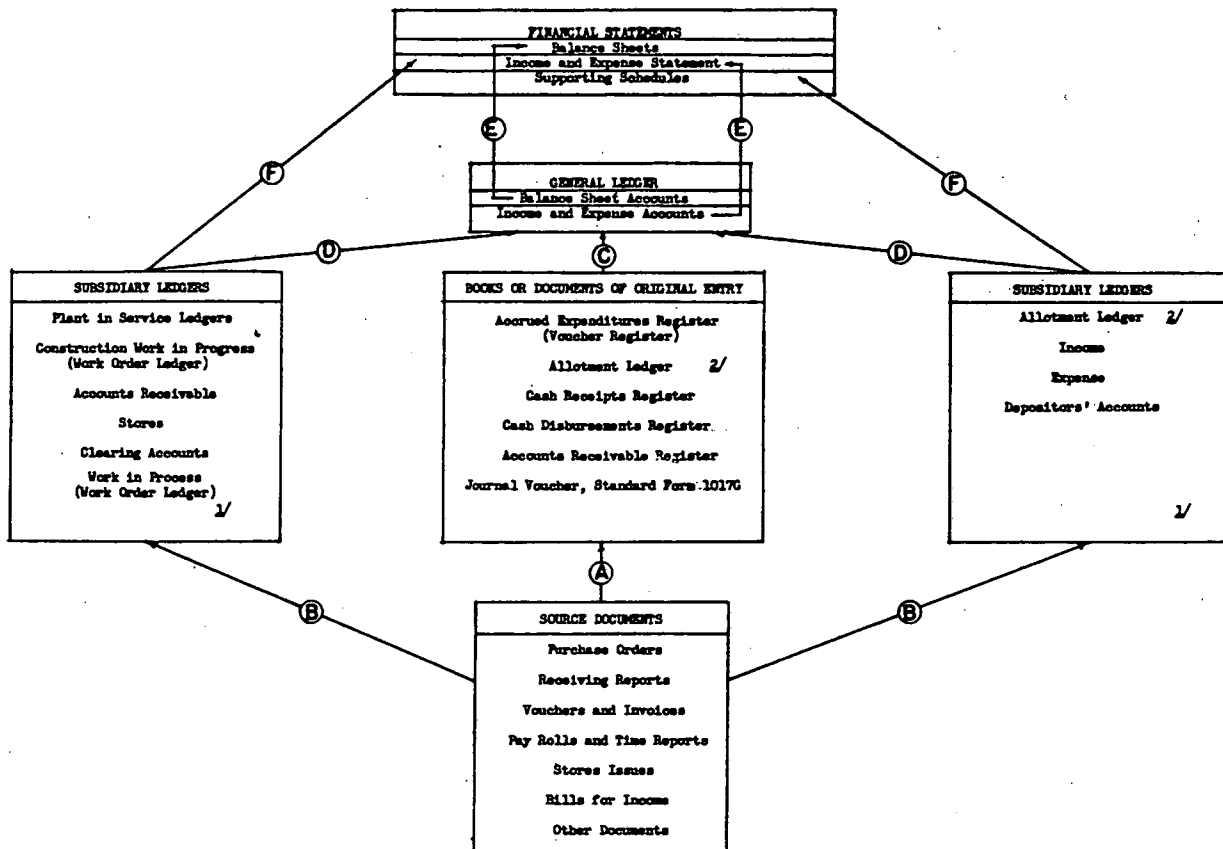 FINANCIAL STATEMENTS
Balance Sheets
Income and Expense Statement
Supporting Schedules
E
E
F
F
GENERAL LEDGER
Balance Sheet Accounts
Income and Expense Accounts
D
C
D
SUBSIDIARY LEDGERS
Plant in Service Ledgers
Construction Work in Progress
(Work Order Ledger)
Accounts Receivable
Stores
Clearing Accounts
Work in Process
(Work Order Ledger)
1/
BOOKS OR DOCUMENTS OF ORIGINAL ENTRY
Accrued Expenditures Register
(Voucher Register)
Allotment Ledger 2/
Cash Receipts Register
Cash Disbursements Register
Accounts Receivable Register
Journal Voucher, Standard Form 1017G
SUBSIDIARY LEDGERS
Allotment Ledger 2/
Income
Expense
Depositors' Accounts
1/
A
B
B
SOURCE DOCUMENTS
Purchase Orders
Receiving Reports
Vouchers and Invoices
Pay Rolls and Time Reports
Stores Issues
Bills for Income
Other Documents